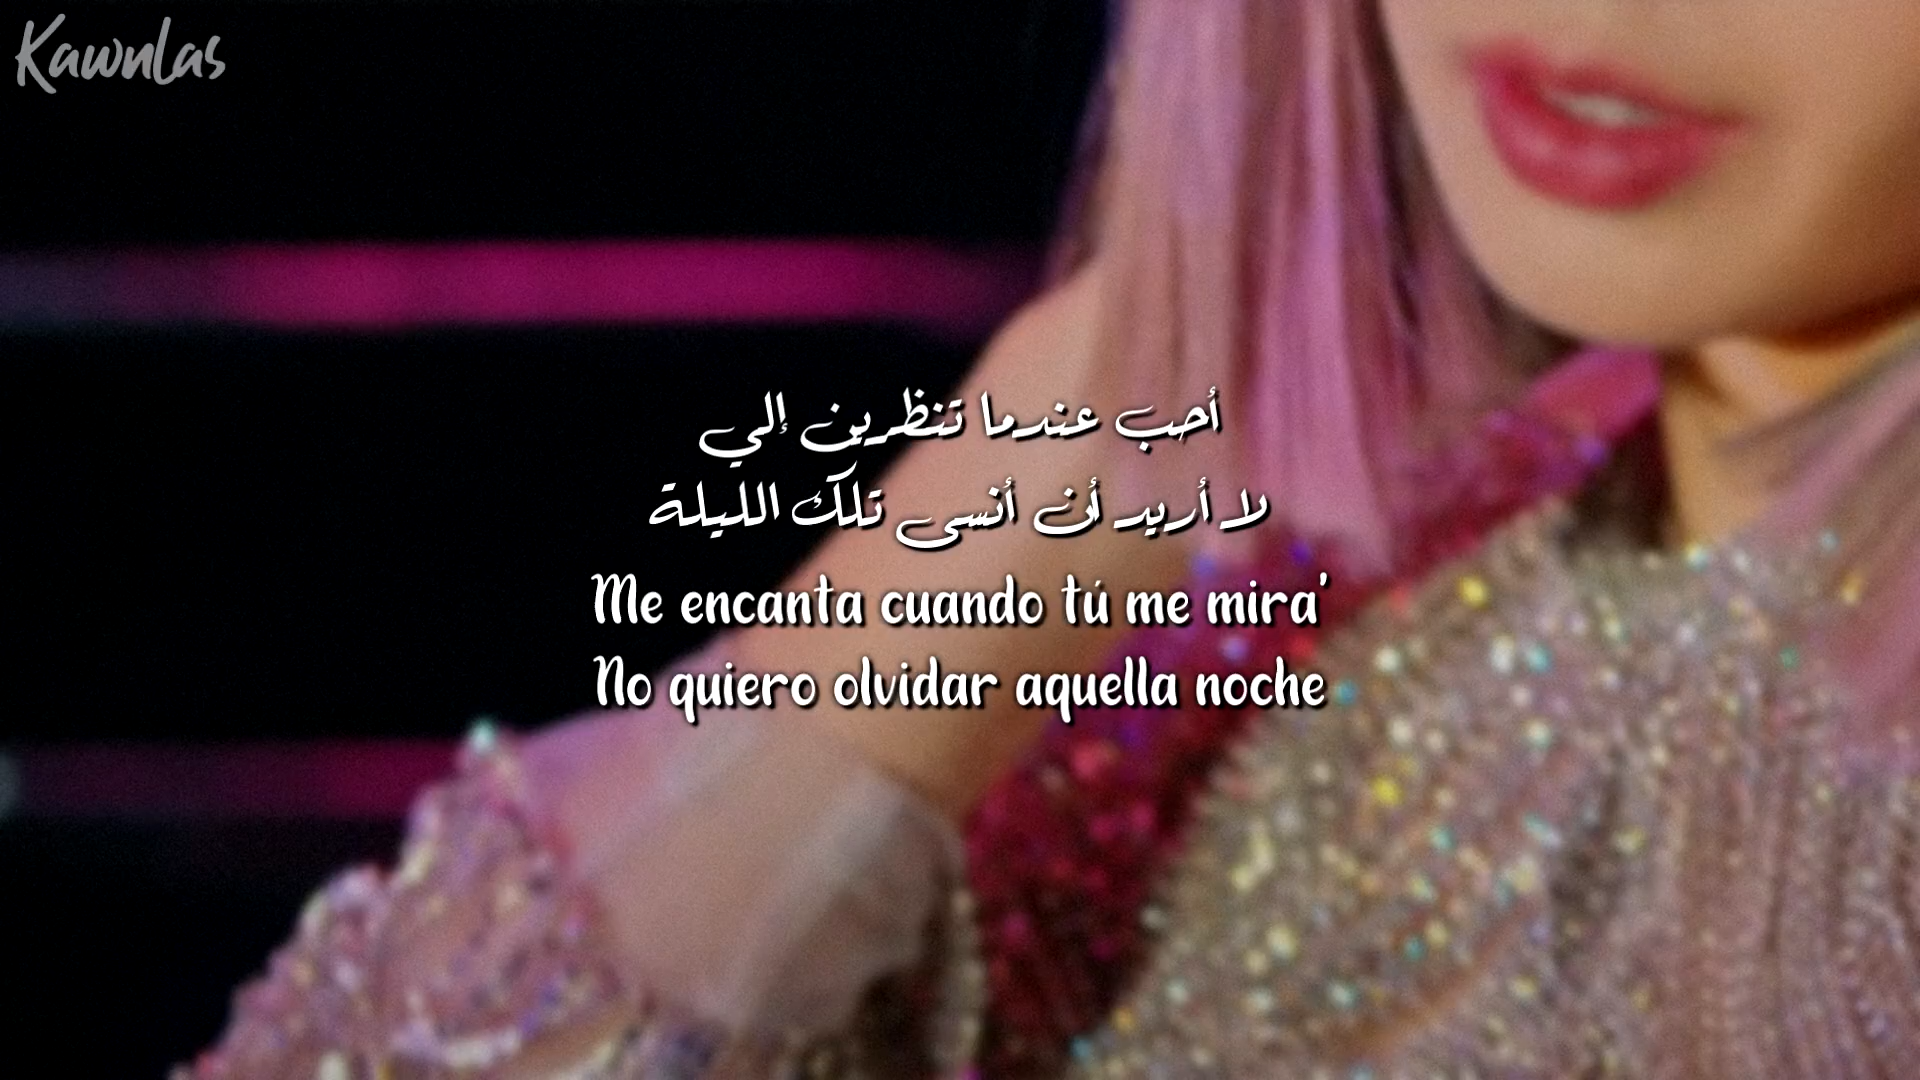 Kawnlas
أحب عندما تنظرين إلي
لا أريد أن أنسى تلك الليلة
Me encanta cuando tú me mira'
No quiero olvidar aquella noche